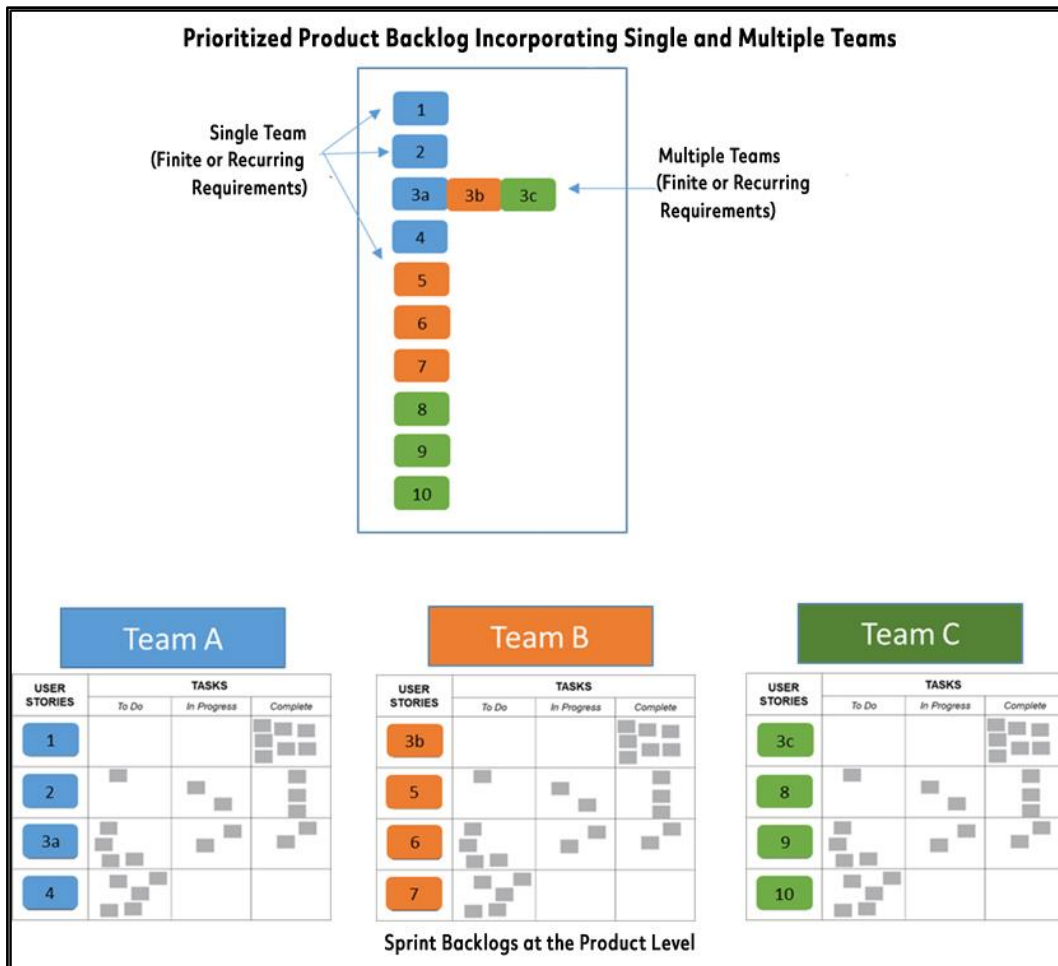 Prioritized Product Backlog Incorporating Single and Multiple Teams
1
Single Team
(Finite or Recurring
Requirements)
2
Multiple Teams
(Finite or Recurring
Requirements)
3a 3b 3c
4
5
6
7
8
9
10
Team A
USER
STORIES
TASKS
To Do In Progress Complete
1
2
3a
4
Team B
USER
STORIES
TASKS
To Do In Progress Complete
3b
5
6
7
Team C
USER
STORIES
TASKS
To Do In Progress Complete
3c
8
9
10
Sprint Backlogs at the Product Level